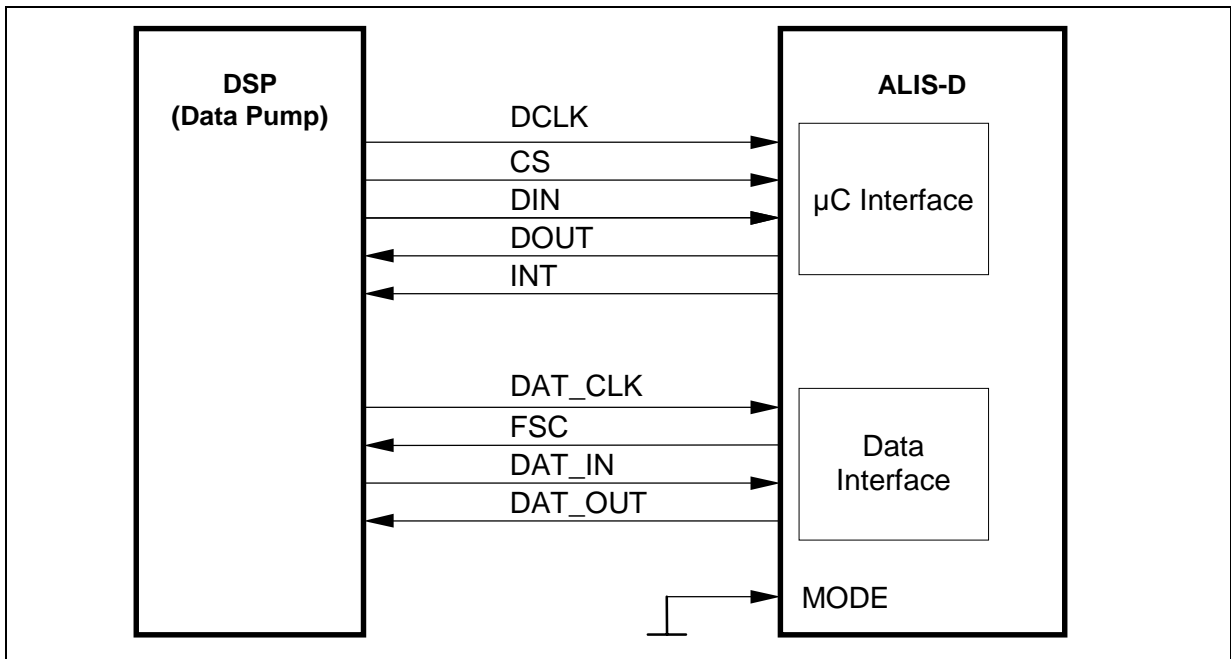 DSP
(Data Pump)
ALIS-D
DCLK
CS
DIN
DOUT
INT
µC Interface
DAT_CLK
FSC
DAT_IN
DAT_OUT
Data
Interface
MODE